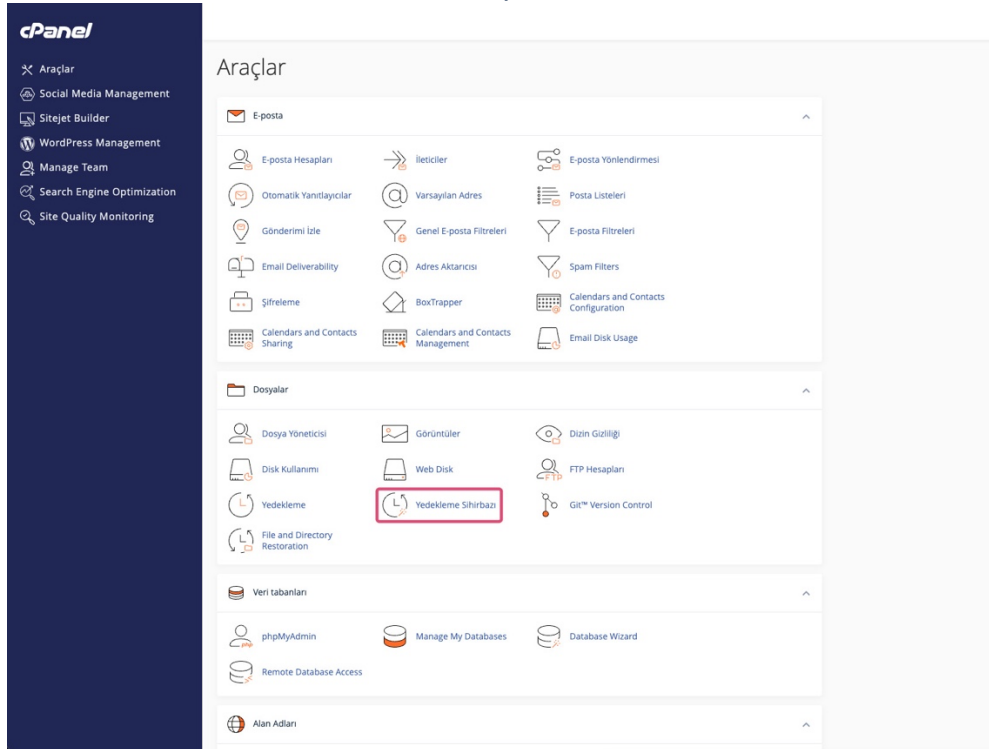 cPanel
Araçlar
Social Media Management
Sitejet Builder
WordPress Management
Manage Team
Search Engine Optimization
Site Quality Monitoring
Araçlar
E-posta
E-posta Hesapları
İleticiler
E-posta Yönlendirmesi
Otomatik Yanıtlayıcılar
Varsayılan Adres
Posta Listeleri
Gönderimi İzle
Genel E-posta Filtreleri
E-posta Filtreleri
Email Deliverability
Adres Aktarıcısı
Spam Filters
Şifreleme
BoxTrapper
Calendars and Contacts
Configuration
Calendars and Contacts
Sharing
Calendars and Contacts
Management
Email Disk Usage
Dosyalar
Dosya Yöneticisi
Görüntüler
Dizin Gizliliği
Disk Kullanımı
Web Disk
FTP
FTP Hesapları
Yedekleme
Yedekleme Sihirbazı
Git™ Version Control
File and Directory
Restoration
Veri tabanları
php
phpMyAdmin
Manage My Databases
Database Wizard
Remote Database Access
Alan Adları